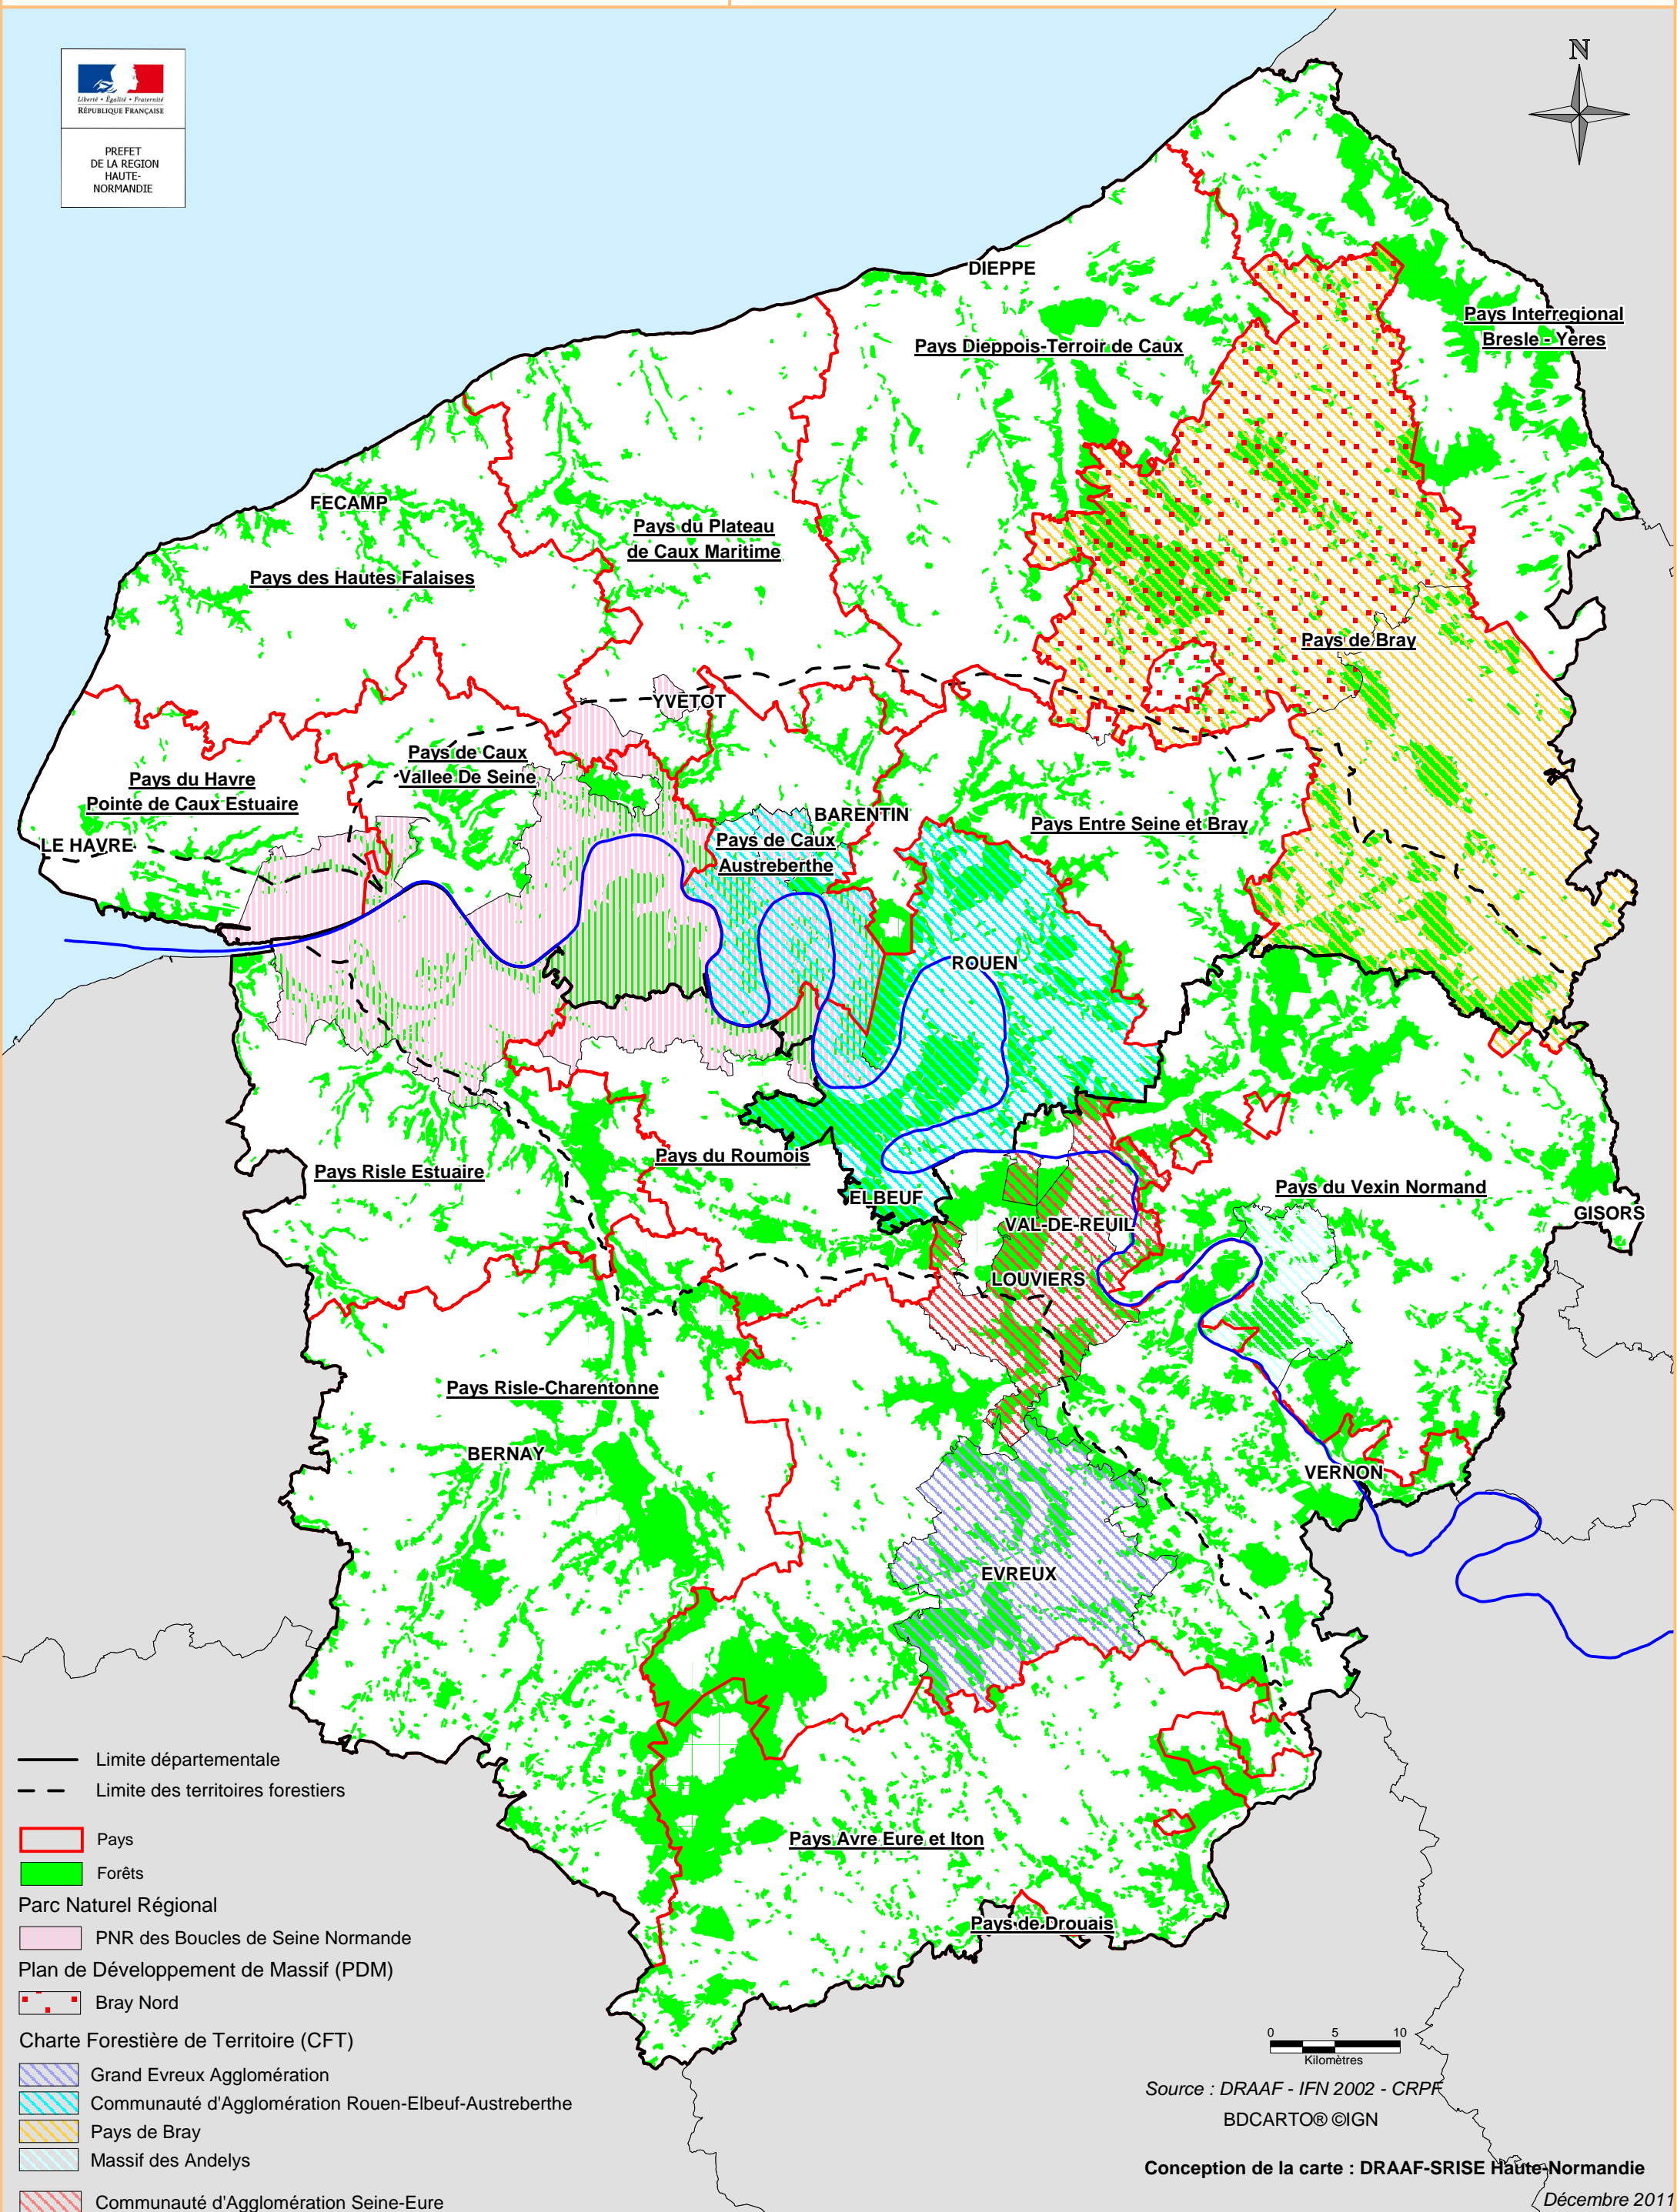 Liberté • Égalité • Fraternité
RÉPUBLIQUE FRANÇAISE
PREFET
DE LA REGION
HAUTE-
NORMANDIE
N
DIEPPE
Pays Interregional
Bresle - Yeres
Pays Dieppois-Terroir de Caux
FECAMP
Pays du Plateau
de Caux Maritime
Pays des Hautes Falaises
Pays de Bray
YVETOT
Pays de Caux
Vallee De Seine
Pays du Havre
Pointe de Caux Estuaire
LE HAVRE
BARENTIN
Pays de Caux
Austreberthe
Pays Entre Seine et Bray
ROUEN
Pays du Roumois
Pays Risle Estuaire
ELBEUF
Pays du Vexin Normand
GISORS
VAL-DE-REUIL
LOUVIERS
Pays Risle-Charentonne
BERNAY
VERNON
EVREUX
Pays Avre Eure et Iton
Pays de Drouais
Limite départementale
Limite des territoires forestiers
Pays
Forêts
Parc Naturel Régional
PNR des Boucles de Seine Normande
Plan de Développement de Massif (PDM)
Bray Nord
Charte Forestière de Territoire (CFT)
Grand Evreux Agglomération
Communauté d'Agglomération Rouen-Elbeuf-Austreberthe
Pays de Bray
Massif des Andelys
Communauté d'Agglomération Seine-Eure
0 5 10
Kilomètres
Source : DRAAF - IFN 2002 - CRPF
BDCARTO® ©IGN
Conception de la carte : DRAAF-SRISE Haute-Normandie
Décembre 2011